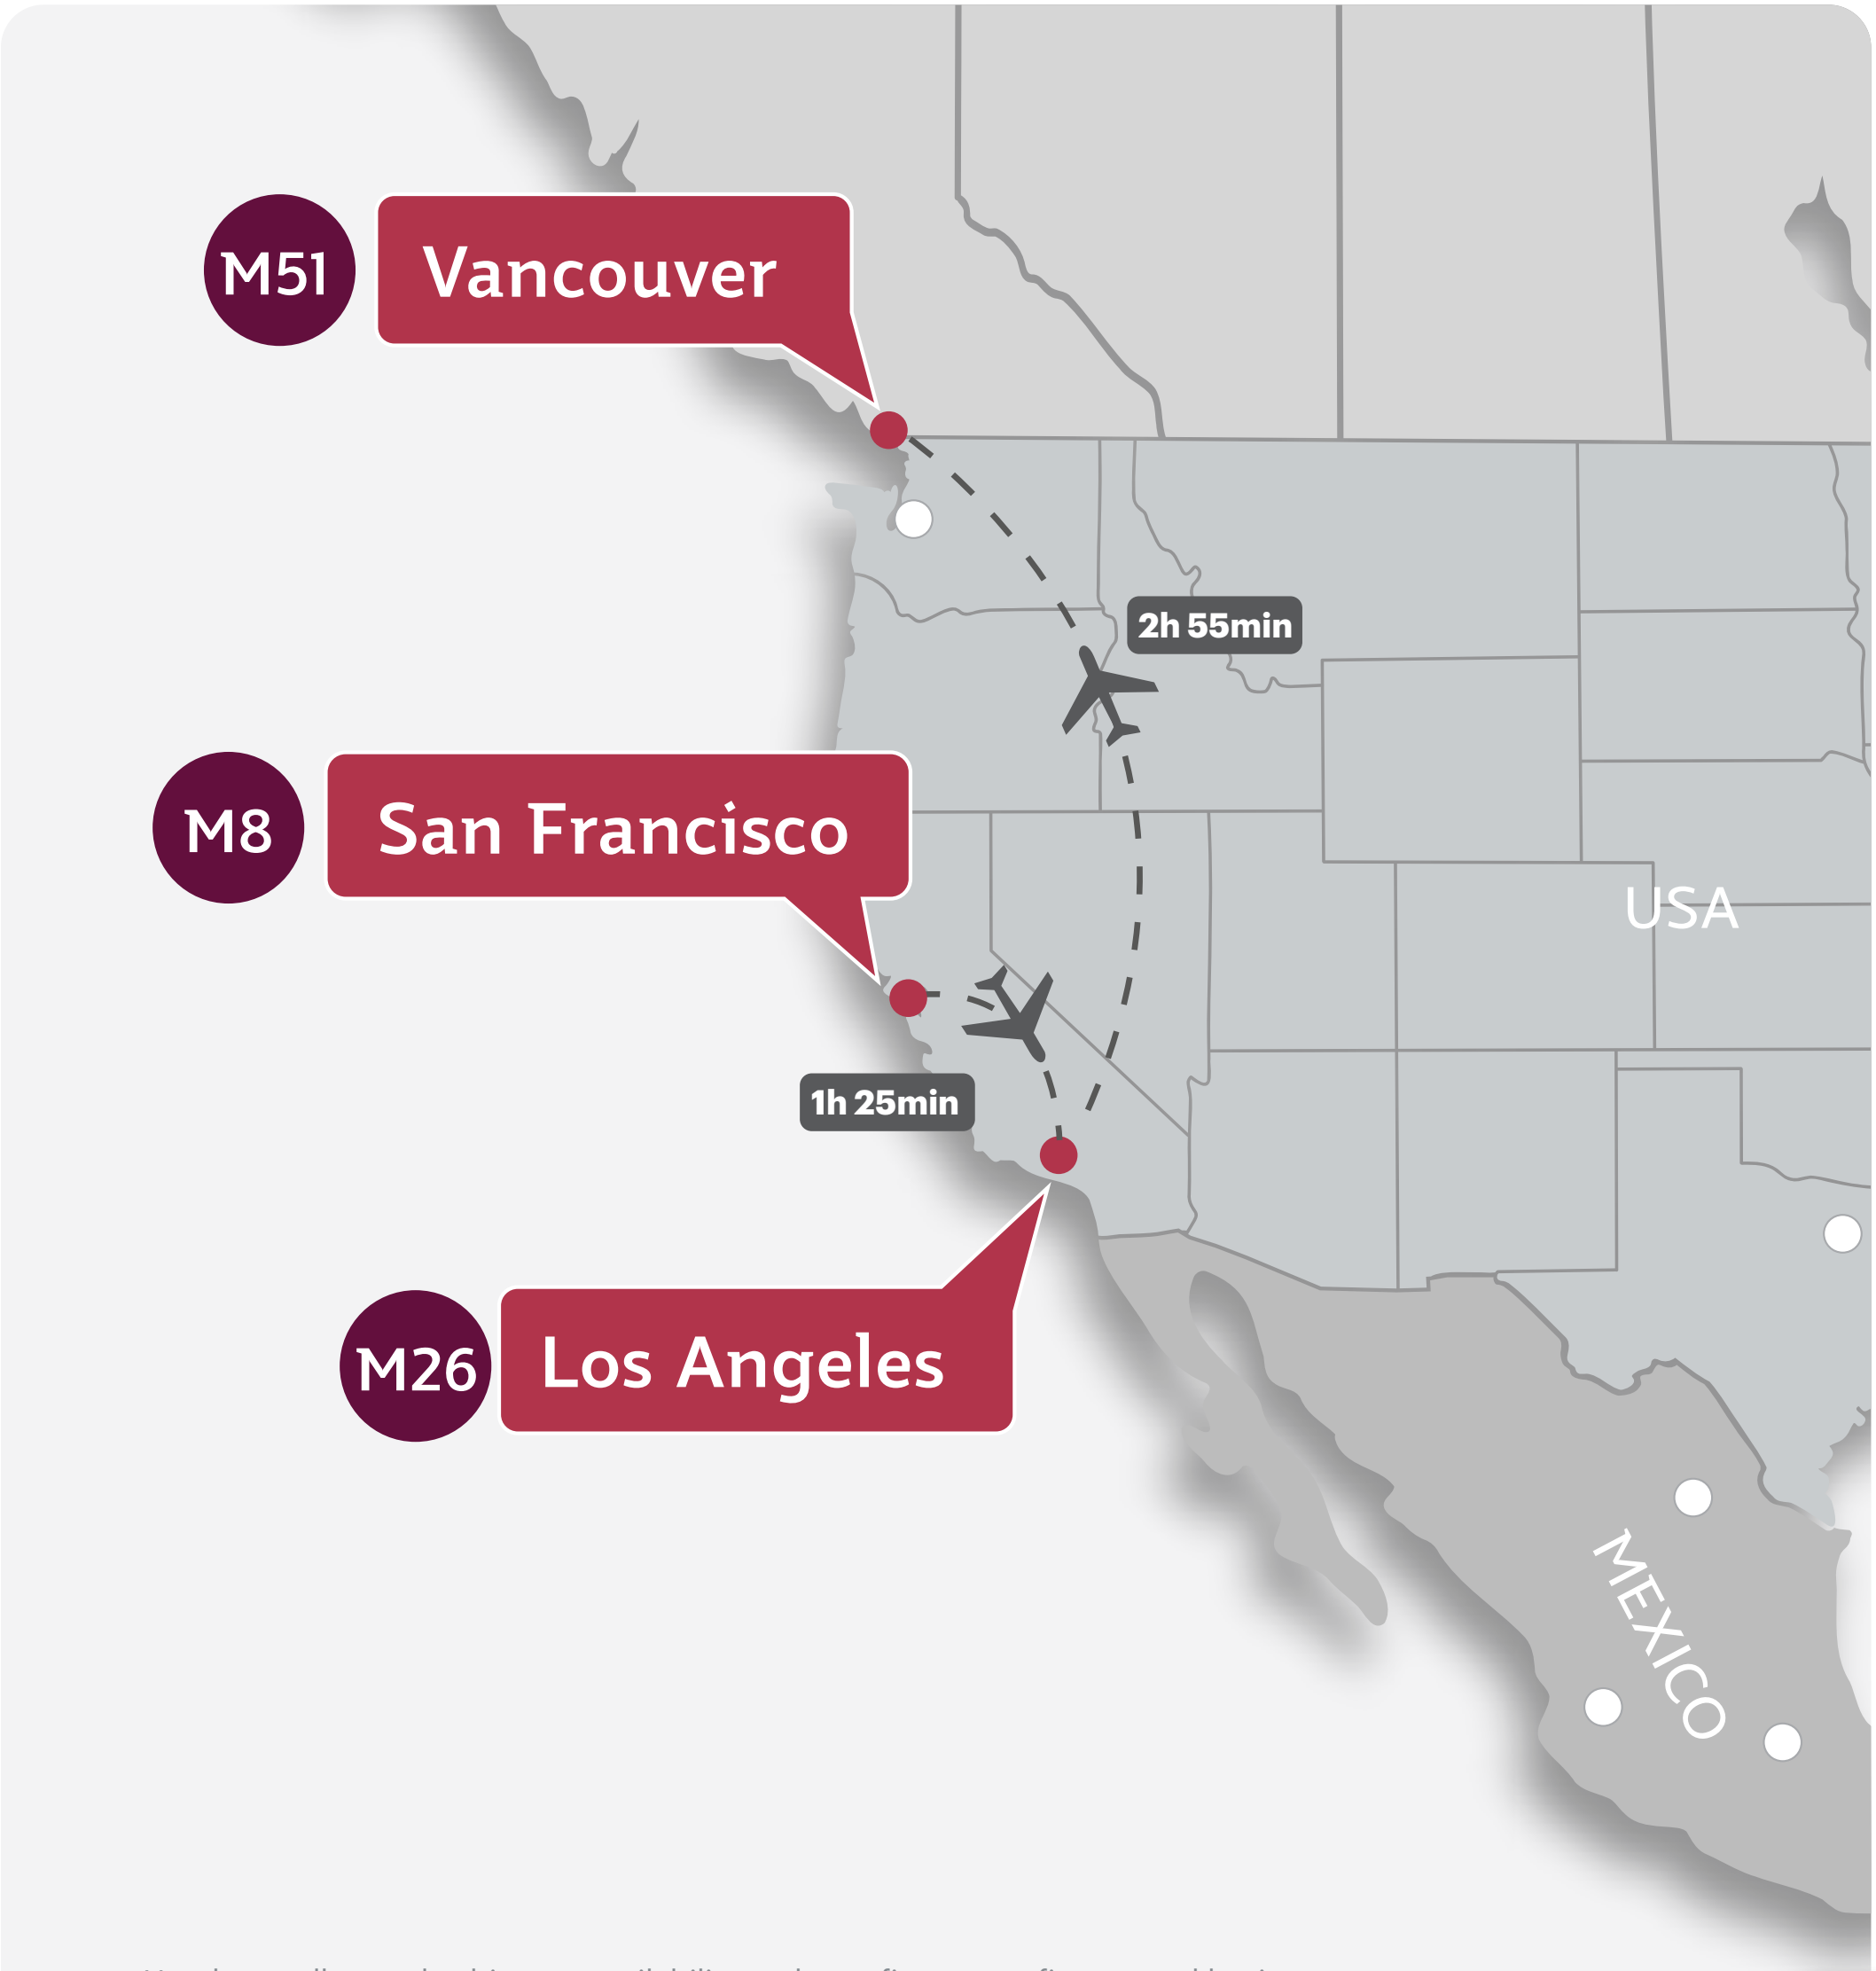 M51
Vancouver
2h 55min
M8
San Francisco
USA
1h 25min
M26
Los Angeles
MEXICO